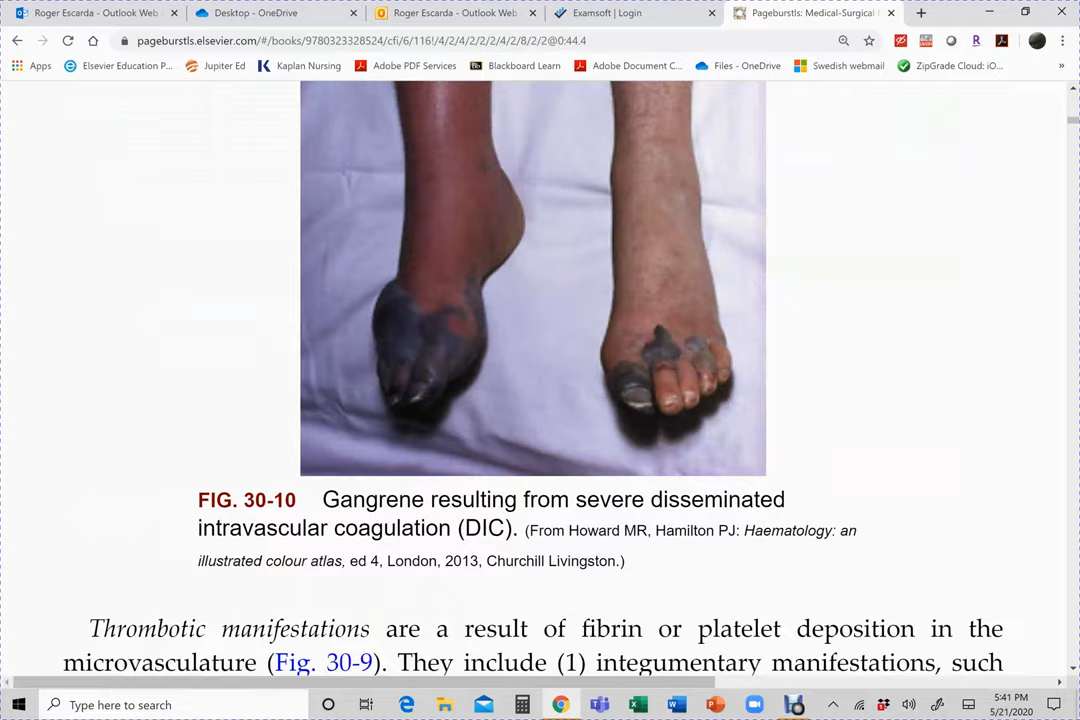 Roger Escarda - Outlook Web
Desktop - OneDrive
Roger Escarda - Outlook Web
Examsoft | Login
Pageburstls: Medical-Surgical
pageburstls.elsevier.com/#/books/9780323328524/cfi/6/116!/4/2/4/2/2/2/4/2/8/2/2@0:44.4
Apps
Elsevier Education P...
Jupiter Ed
Kaplan Nursing
Adobe PDF Services
Bb
Blackboard Learn
Adobe Document C...
Files - OneDrive
Swedish webmail
ZipGrade Cloud: iO...
FIG. 30-10 Gangrene resulting from severe disseminated
intravascular coagulation (DIC). (From Howard MR, Hamilton PJ: Haematology: an
illustrated colour atlas, ed 4, London, 2013, Churchill Livingston.)
Thrombotic manifestations are a result of fibrin or platelet deposition in the
microvasculature (Fig. 30-9). They include (1) integumentary manifestations, such
Type here to search
5:41 PM
5/21/2020